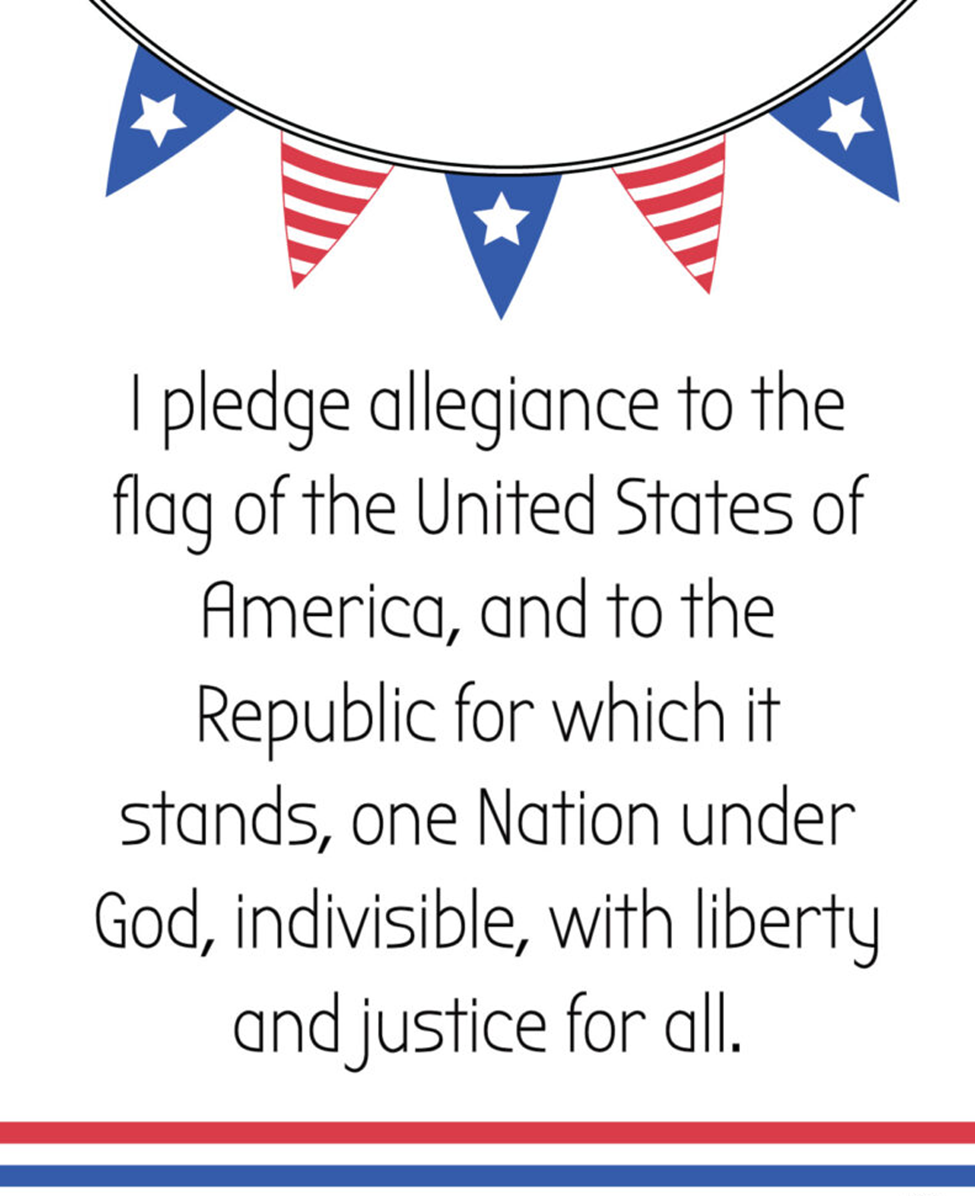 I pledge allegiance to the
flag of the United States of
America, and to the
Republic for which it
stands, one Nation under
God, indivisible, with liberty
and justice for all.